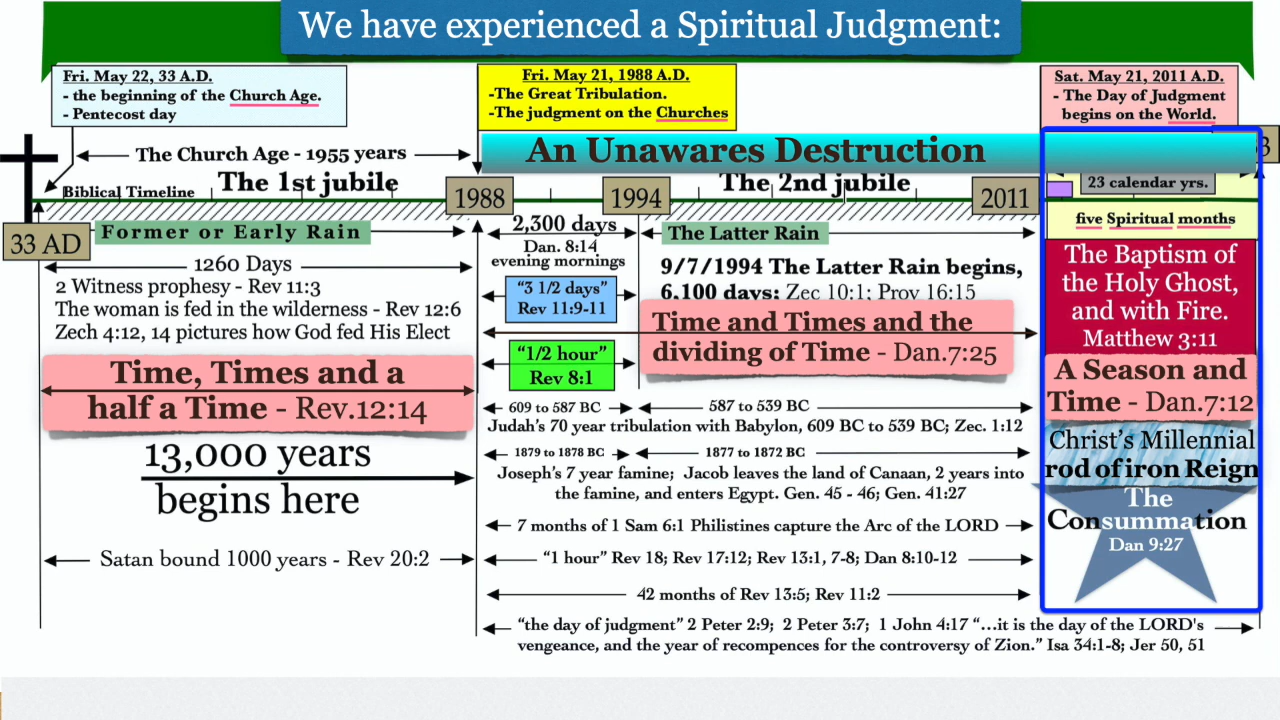 We have experienced a Spiritual Judgment:
Fri. May 22, 33 A.D.
- the beginning of the Church Age.
- Pentecost day
Fri. May 21, 1988 A.D.
-The Great Tribulation.
-The judgment on the Churches
Sat. May 21, 2011 A.D.
- The Day of Judgment
begins on the World.
The Church Age - 1955 years
An Unawares Destruction
3
Biblical Timeline
The 1st jubile
1988
1994
The 2nd jubile
2011
23 calendar yrs.
33 AD
Former or Early Rain
2,300 days
Dan. 8:14
evening mornings
The Latter Rain
five Spiritual months
1260 Days
2 Witness prophesy - Rev 11:3
The woman is fed in the wilderness - Rev 12:6
Zech 4:12, 14 pictures how God fed His Elect
"3 1/2 days"
Rev 11:9-11
9/7/1994 The Latter Rain begins,
6,100 days: Zec 10:1; Prov 16:15
The Baptism of
the Holy Ghost,
and with Fire.
Matthew 3:11
Time, Times and a
half a Time - Rev.12:14
"1/2 hour"
Rev 8:1
Time and Times and the
dividing of Time - Dan.7:25
A Season and
Time - Dan.7:12
609 to 587 BC
587 to 539 BC
Judah's 70 year tribulation with Babylon, 609 BC to 539 BC; Zec. 1:12
13,000 years
begins here
1879 to 1878 BC
1877 to 1872 BC
Joseph's 7 year famine; Jacob leaves the land of Canaan, 2 years into
the famine, and enters Egypt. Gen. 45 - 46; Gen. 41:27
Christ's Millennial
rod of iron Reign
7 months of 1 Sam 6:1 Philistines capture the Arc of the LORD
The
Consummation
Dan 9:27
Satan bound 1000 years - Rev 20:2
"1 hour" Rev 18; Rev 17:12; Rev 13:1, 7-8; Dan 8:10-12
42 months of Rev 13:5; Rev 11:2
"the day of judgment" 2 Peter 2:9; 2 Peter 3:7; 1 John 4:17 "...it is the day of the LORD's
vengeance, and the year of recompences for the controversy of Zion." Isa 34:1-8; Jer 50, 51